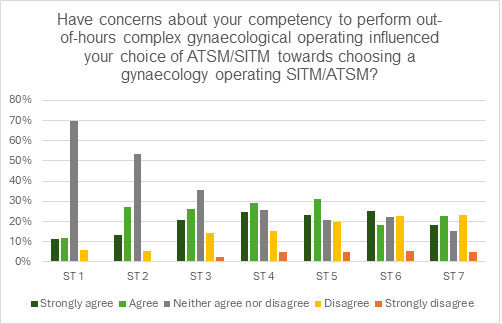 Have concerns about your competency to perform out-
of-hours complex gynaecological operating influenced
your choice of ATSM/SITM towards choosing a
gynaecology operating SITM/ATSM?
80%
70%
60%
50%
40%
30%
20%
10%
0%
ST 1 ST 2 ST 3 ST 4 ST 5 ST 6 ST 7
Strongly agree Agree Neither agree nor disagree Disagree Strongly disagree